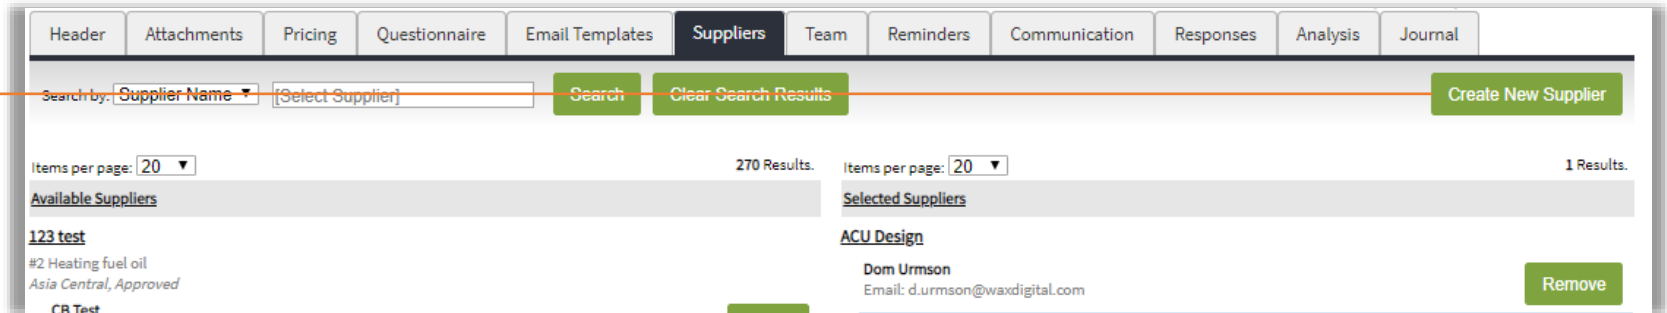 Header Attachments Pricing Questionnaire Email Templates Suppliers Team Reminders Communication Responses Analysis Journal
Search by: Supplier Name [Select Supplier] Search Clear Search Results Create New Supplier
Items per page: 20 270 Results. Items per page: 20 1 Results.
Available Suppliers Selected Suppliers
123 test ACU Design
#2 Heating fuel oil
Asia Central, Approved
Dom Urmson
Email: d.urmson@waxdigital.com
Remove
CB Test